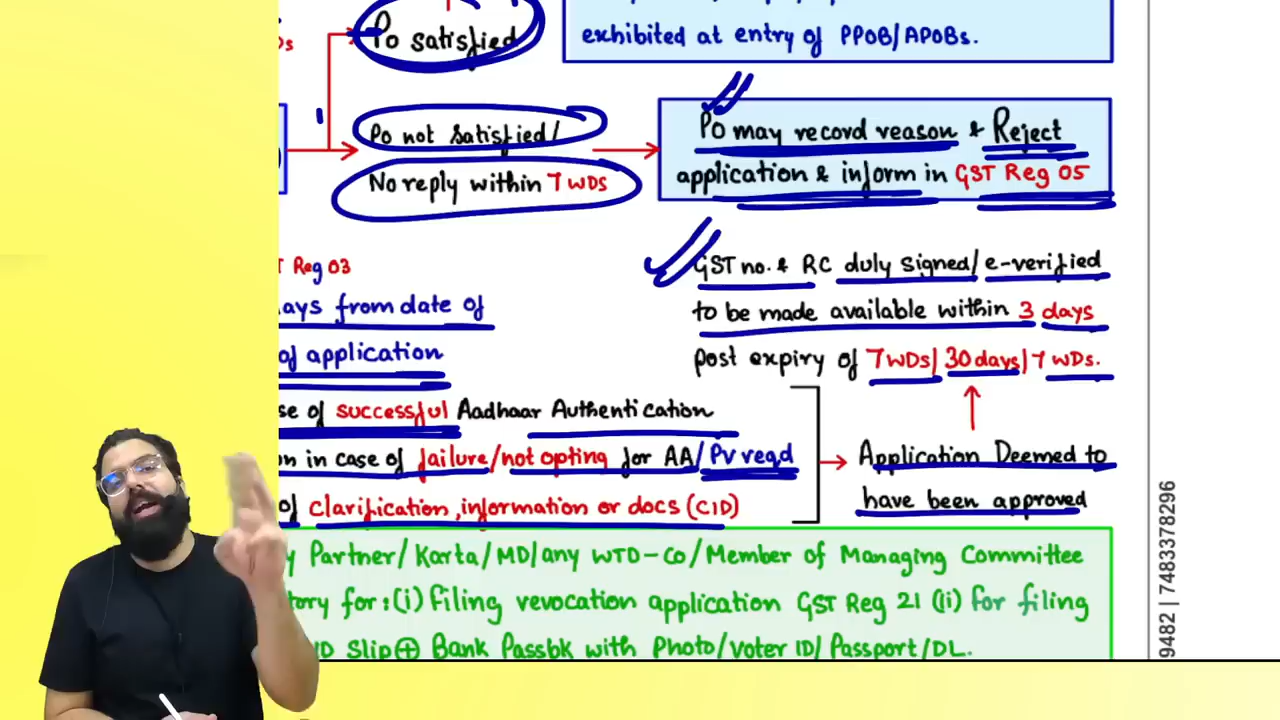 Po satisfied
exhibited at entry of PPOB/APOBs.
Po not satisfied/
No reply within 7 WDs
Po may record reason & Reject
application & inform in GST Reg 05
Reg 03
ays from date of
of application
GST no. & RC duly signed/e-verified
to be made available within 3 days
post expiry of 7WDs/30 days/7 WDs.
se of successful Aadhaar Authentication
on in case of failure/not opting for AA/PV reqd
of Clarification, information or docs (CID)
Application Deemed to
have been approved
y Partner/Karta/MD/any WTD-Co/Member of Managing Committee
tory for: (i) Filing revocation application GST Reg 21 (ii) for filing
ID Slip ⊕ Bank Passbk with Photo/Voter ID/Passport/DL.
9482 | 7483378296